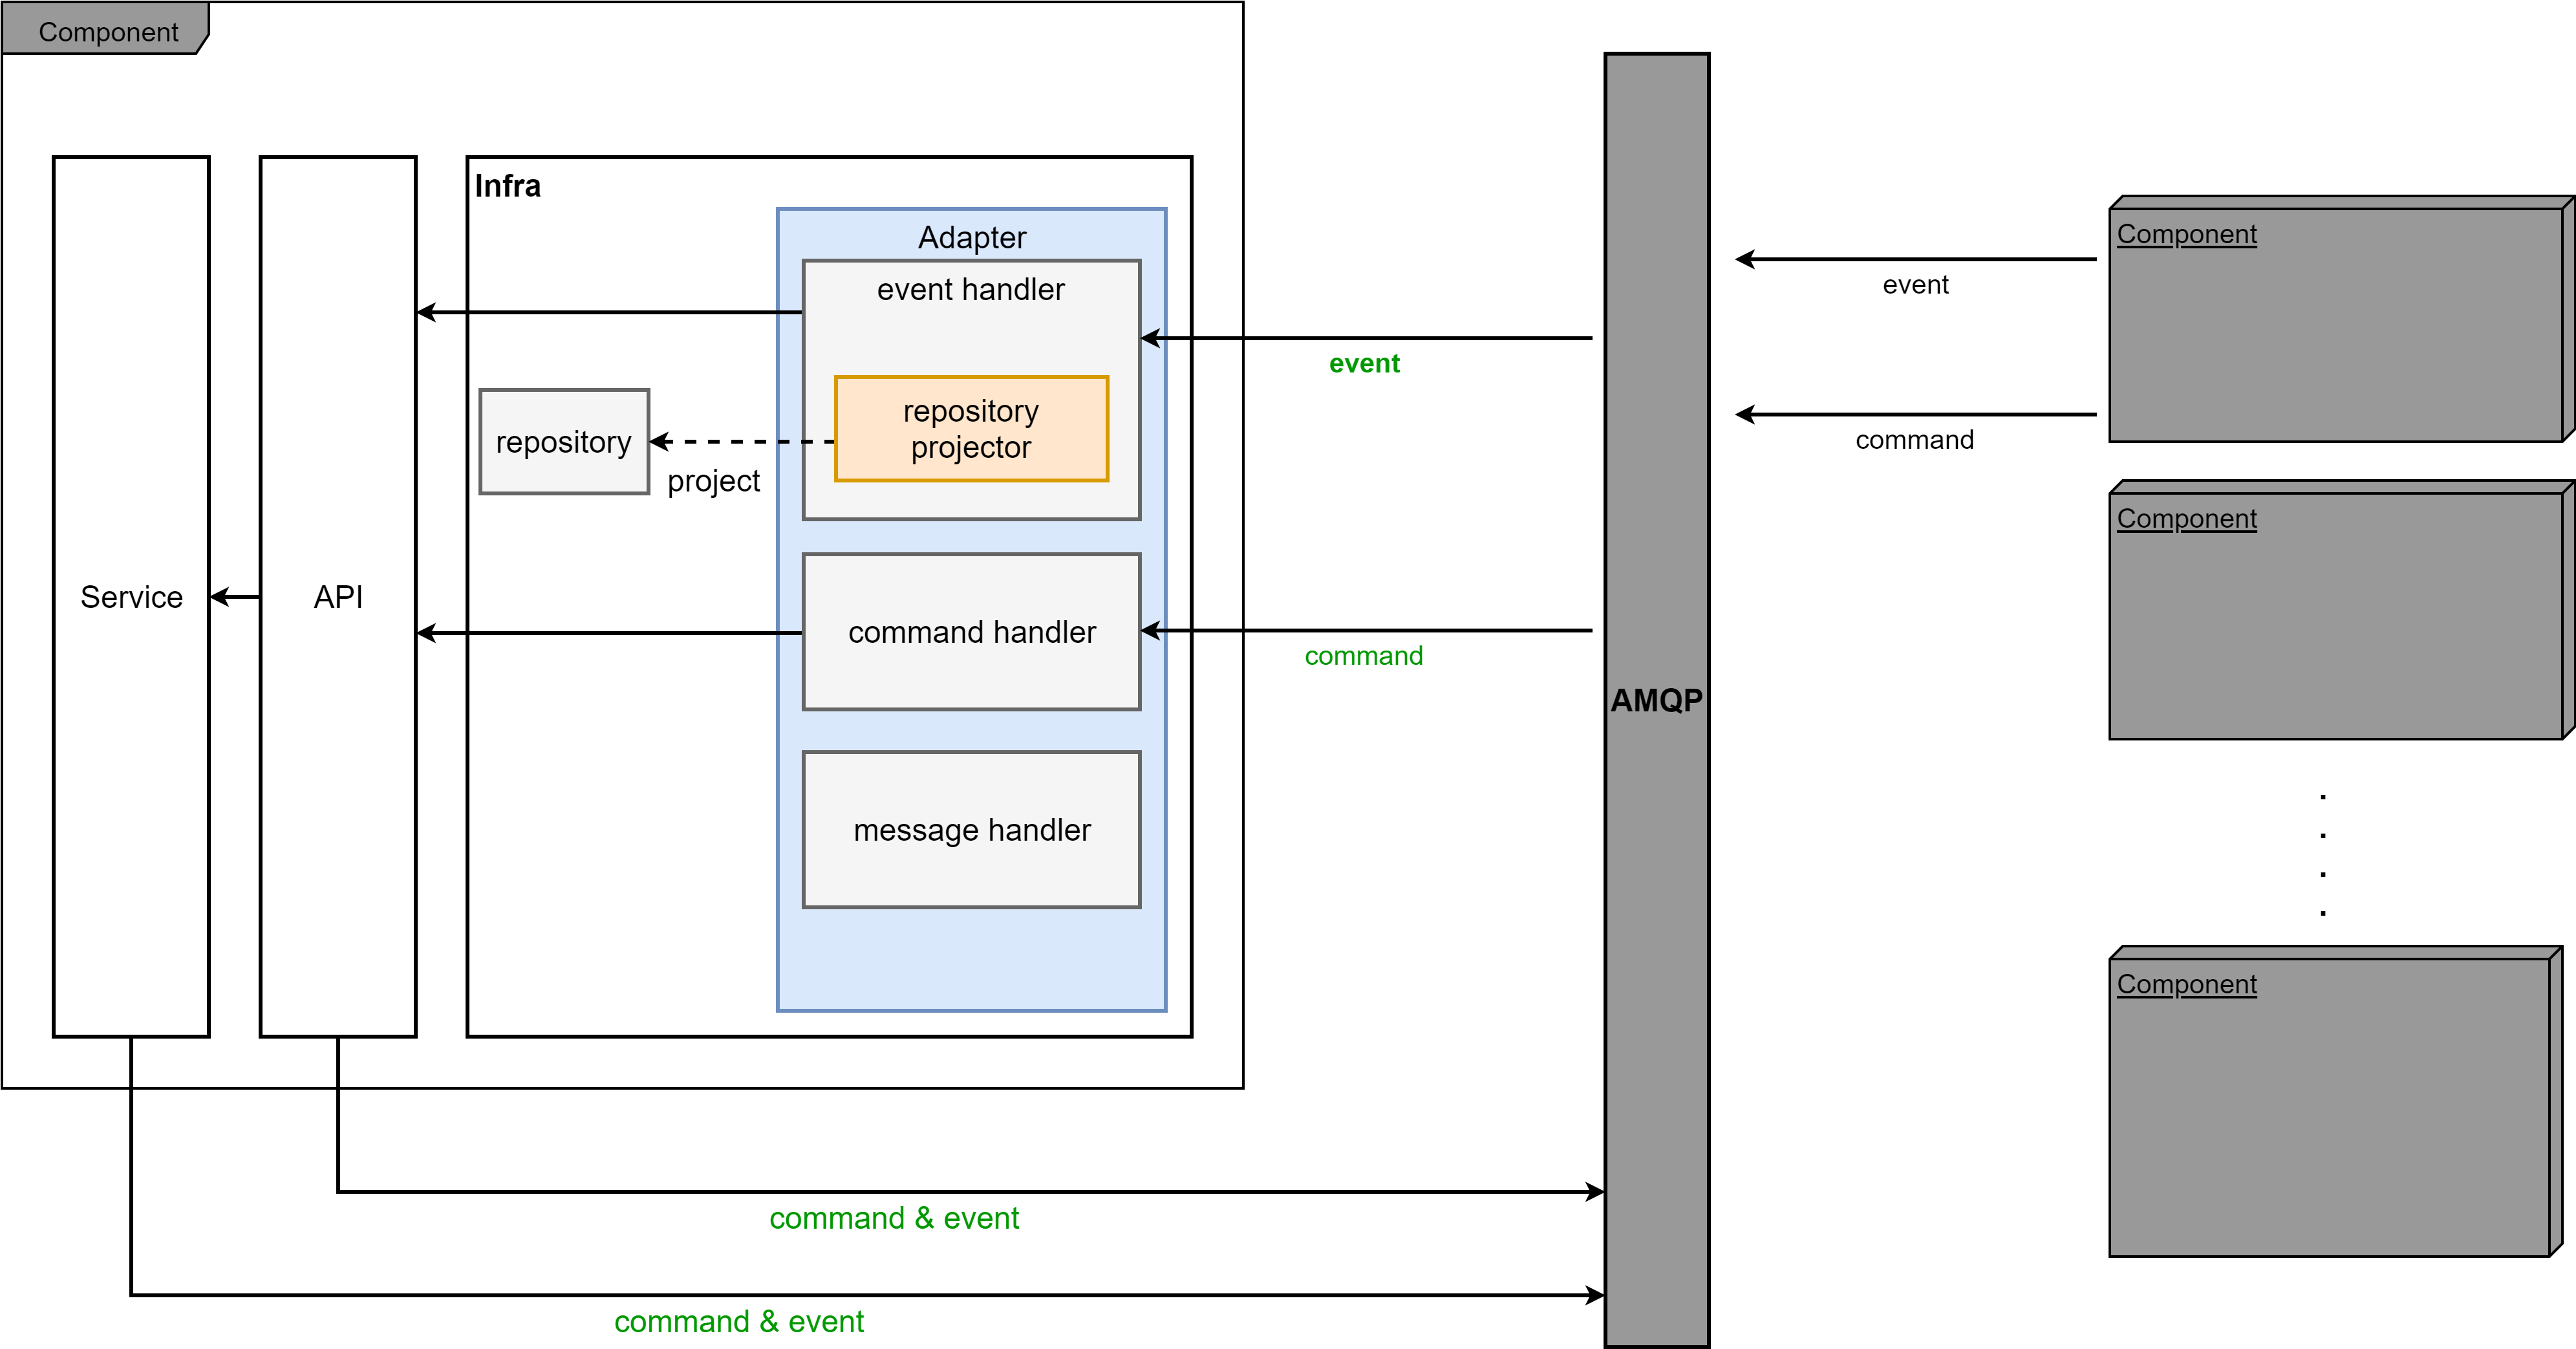 Component
Infra
Adapter
event handler
repository
projector
repository
project
Service
API
command handler
message handler
event
command
AMQP
event
command
Component
Component
.
.
.
.
Component
command & event
command & event